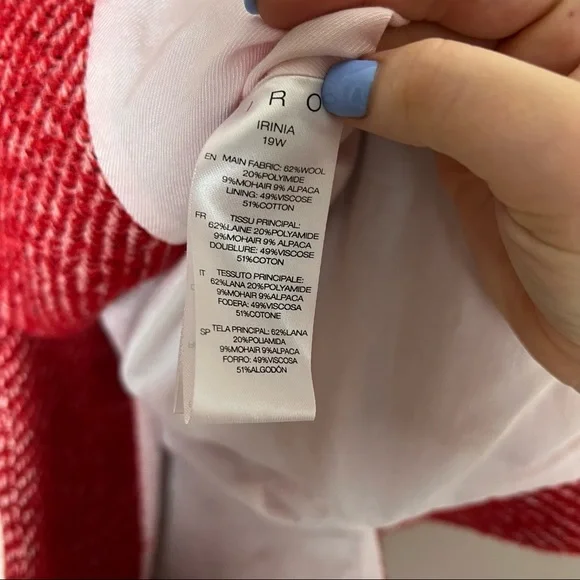 IRO
IRINIA
19W
EN MAIN FABRIC: 62%WOOL
20%POLYIMIDE
9%MOHAIR 9% ALPACA
LINING: 49%VISCOSE
51%COTTON
FR TISSU PRINCIPAL:
62%LAINE 20%POLYAMIDE
9%MOHAIR 9% ALPACA
DOUBLURE: 49%VISCOSE
51%COTON
IT TESSUTO PRINCIPALE:
62%LANA 20%POLYAMIDE
9%MOHAIR 9%ALPACA
FODERA: 49%VISCOSA
51%COTONE
SP TELA PRINCIPAL: 62%LANA
20%POLIAMIDA
9%MOHAIR 9%ALPACA
FORRO: 49%VISCOSA
51%ALGODÓN